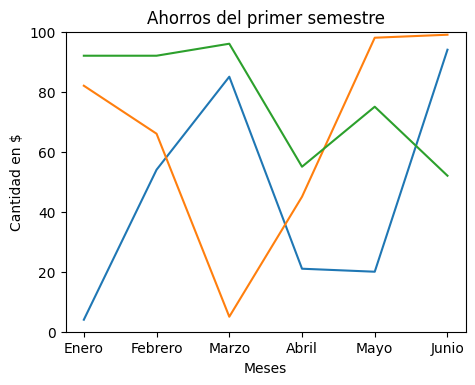 Ahorros del primer semestre
Cantidad en $
100
80
60
40
20
0
Enero Febrero Marzo Abril Mayo Junio
Meses